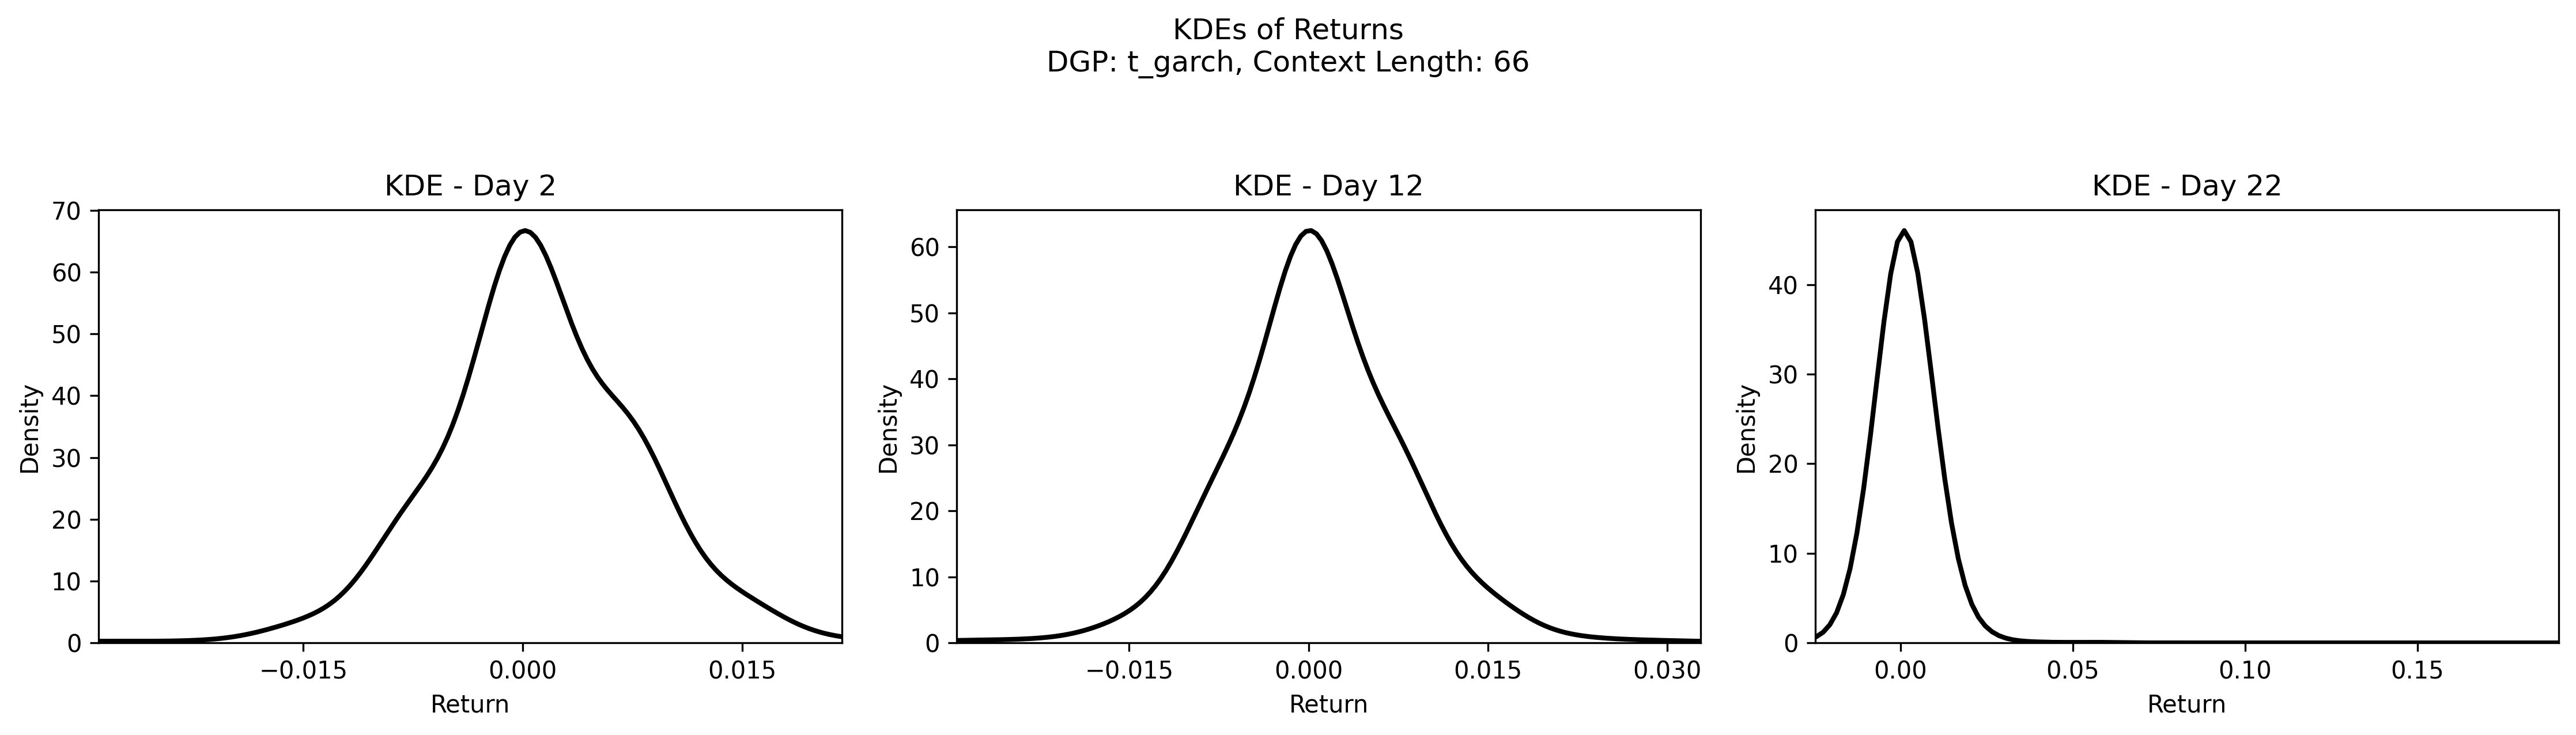 KDEs of Returns
DGP: t_garch, Context Length: 66
KDE - Day 2
Density
70
60
50
40
30
20
10
0
−0.015
0.000
0.015
Return
KDE - Day 12
Density
60
50
40
30
20
10
0
−0.015
0.000
0.015
0.030
Return
KDE - Day 22
Density
40
30
20
10
0
0.00
0.05
0.10
0.15
Return